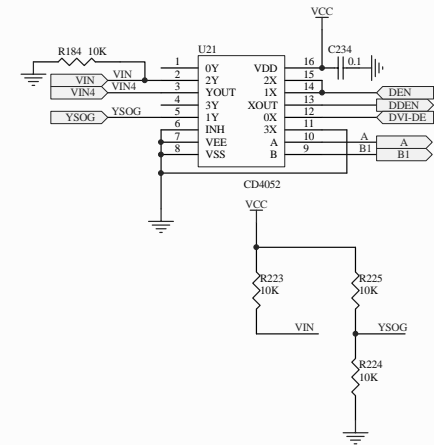 VCC
R184 10K
U21
C234
0.1
1 0Y VDD 16
VIN VIN 2 2Y 2X 15
VIN4 VIN4 3 YOUT 1X 14 DEN
4 3Y XOUT 13 DDEN
YSOG YSOG 5 1Y 0X 12 DVI-DE
6 INH 3X 11
7 VEE A 10 A A
8 VSS B 9 B1 B1
CD4052
VCC
R223
10K
R225
10K
VIN
YSOG
R224
10K